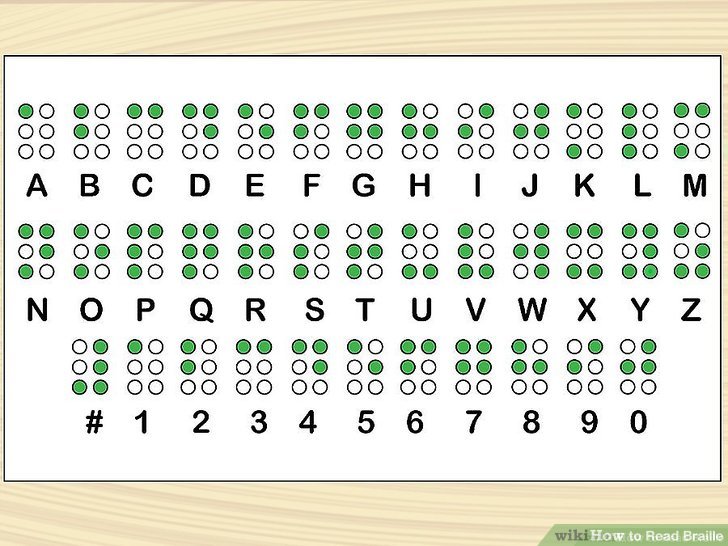 A B C D E F G H I J K L M
N O P Q R S T U V W X Y Z
# 1 2 3 4 5 6 7 8 9 0
wikiHow to Read Braille